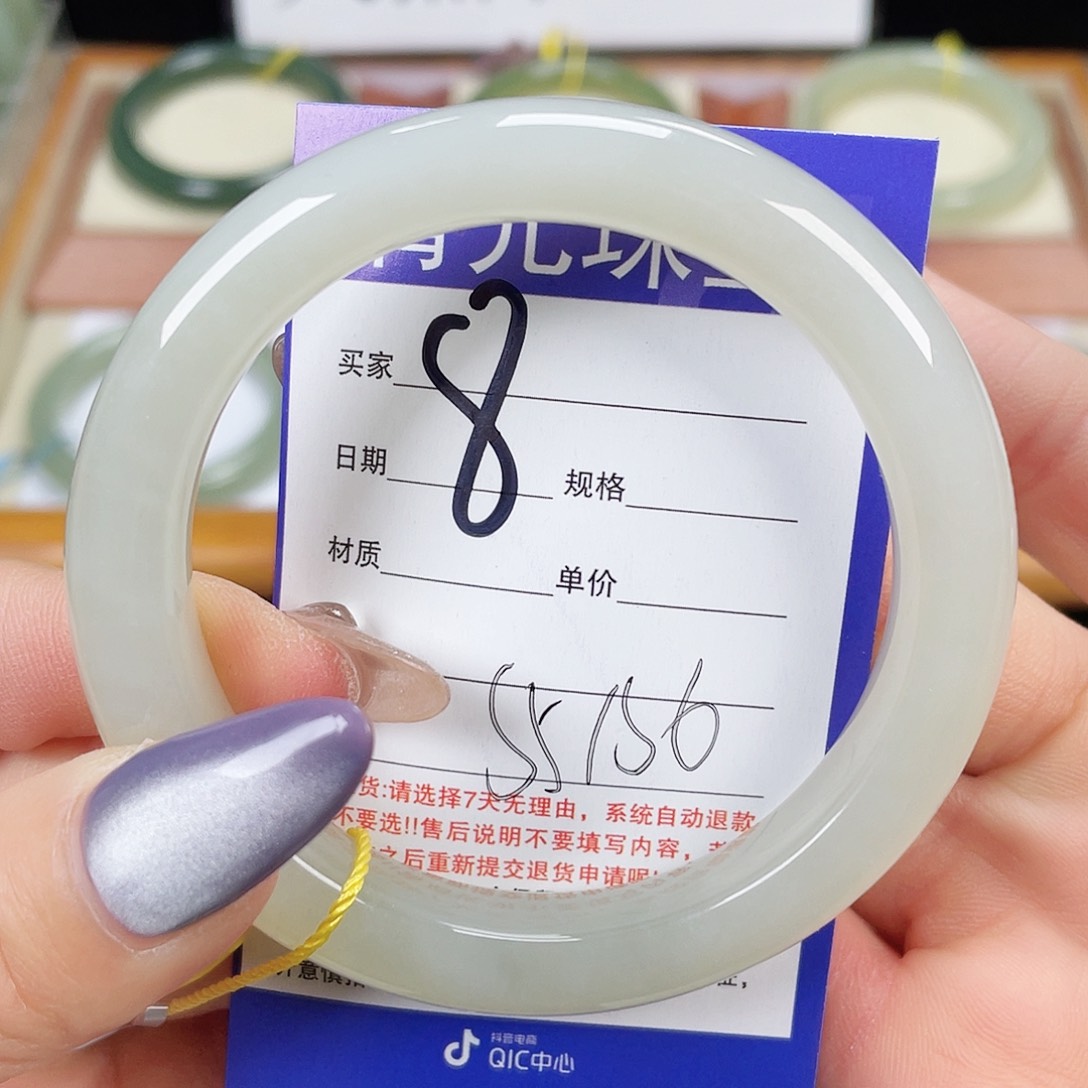 元珠
8
买家
日期 规格
材质 单价
货:请选择7天无理由，系统自动退款
不要选!!售后说明不要填写内容，
之后重新提交退货申请呢
抖音电商
QIC中心